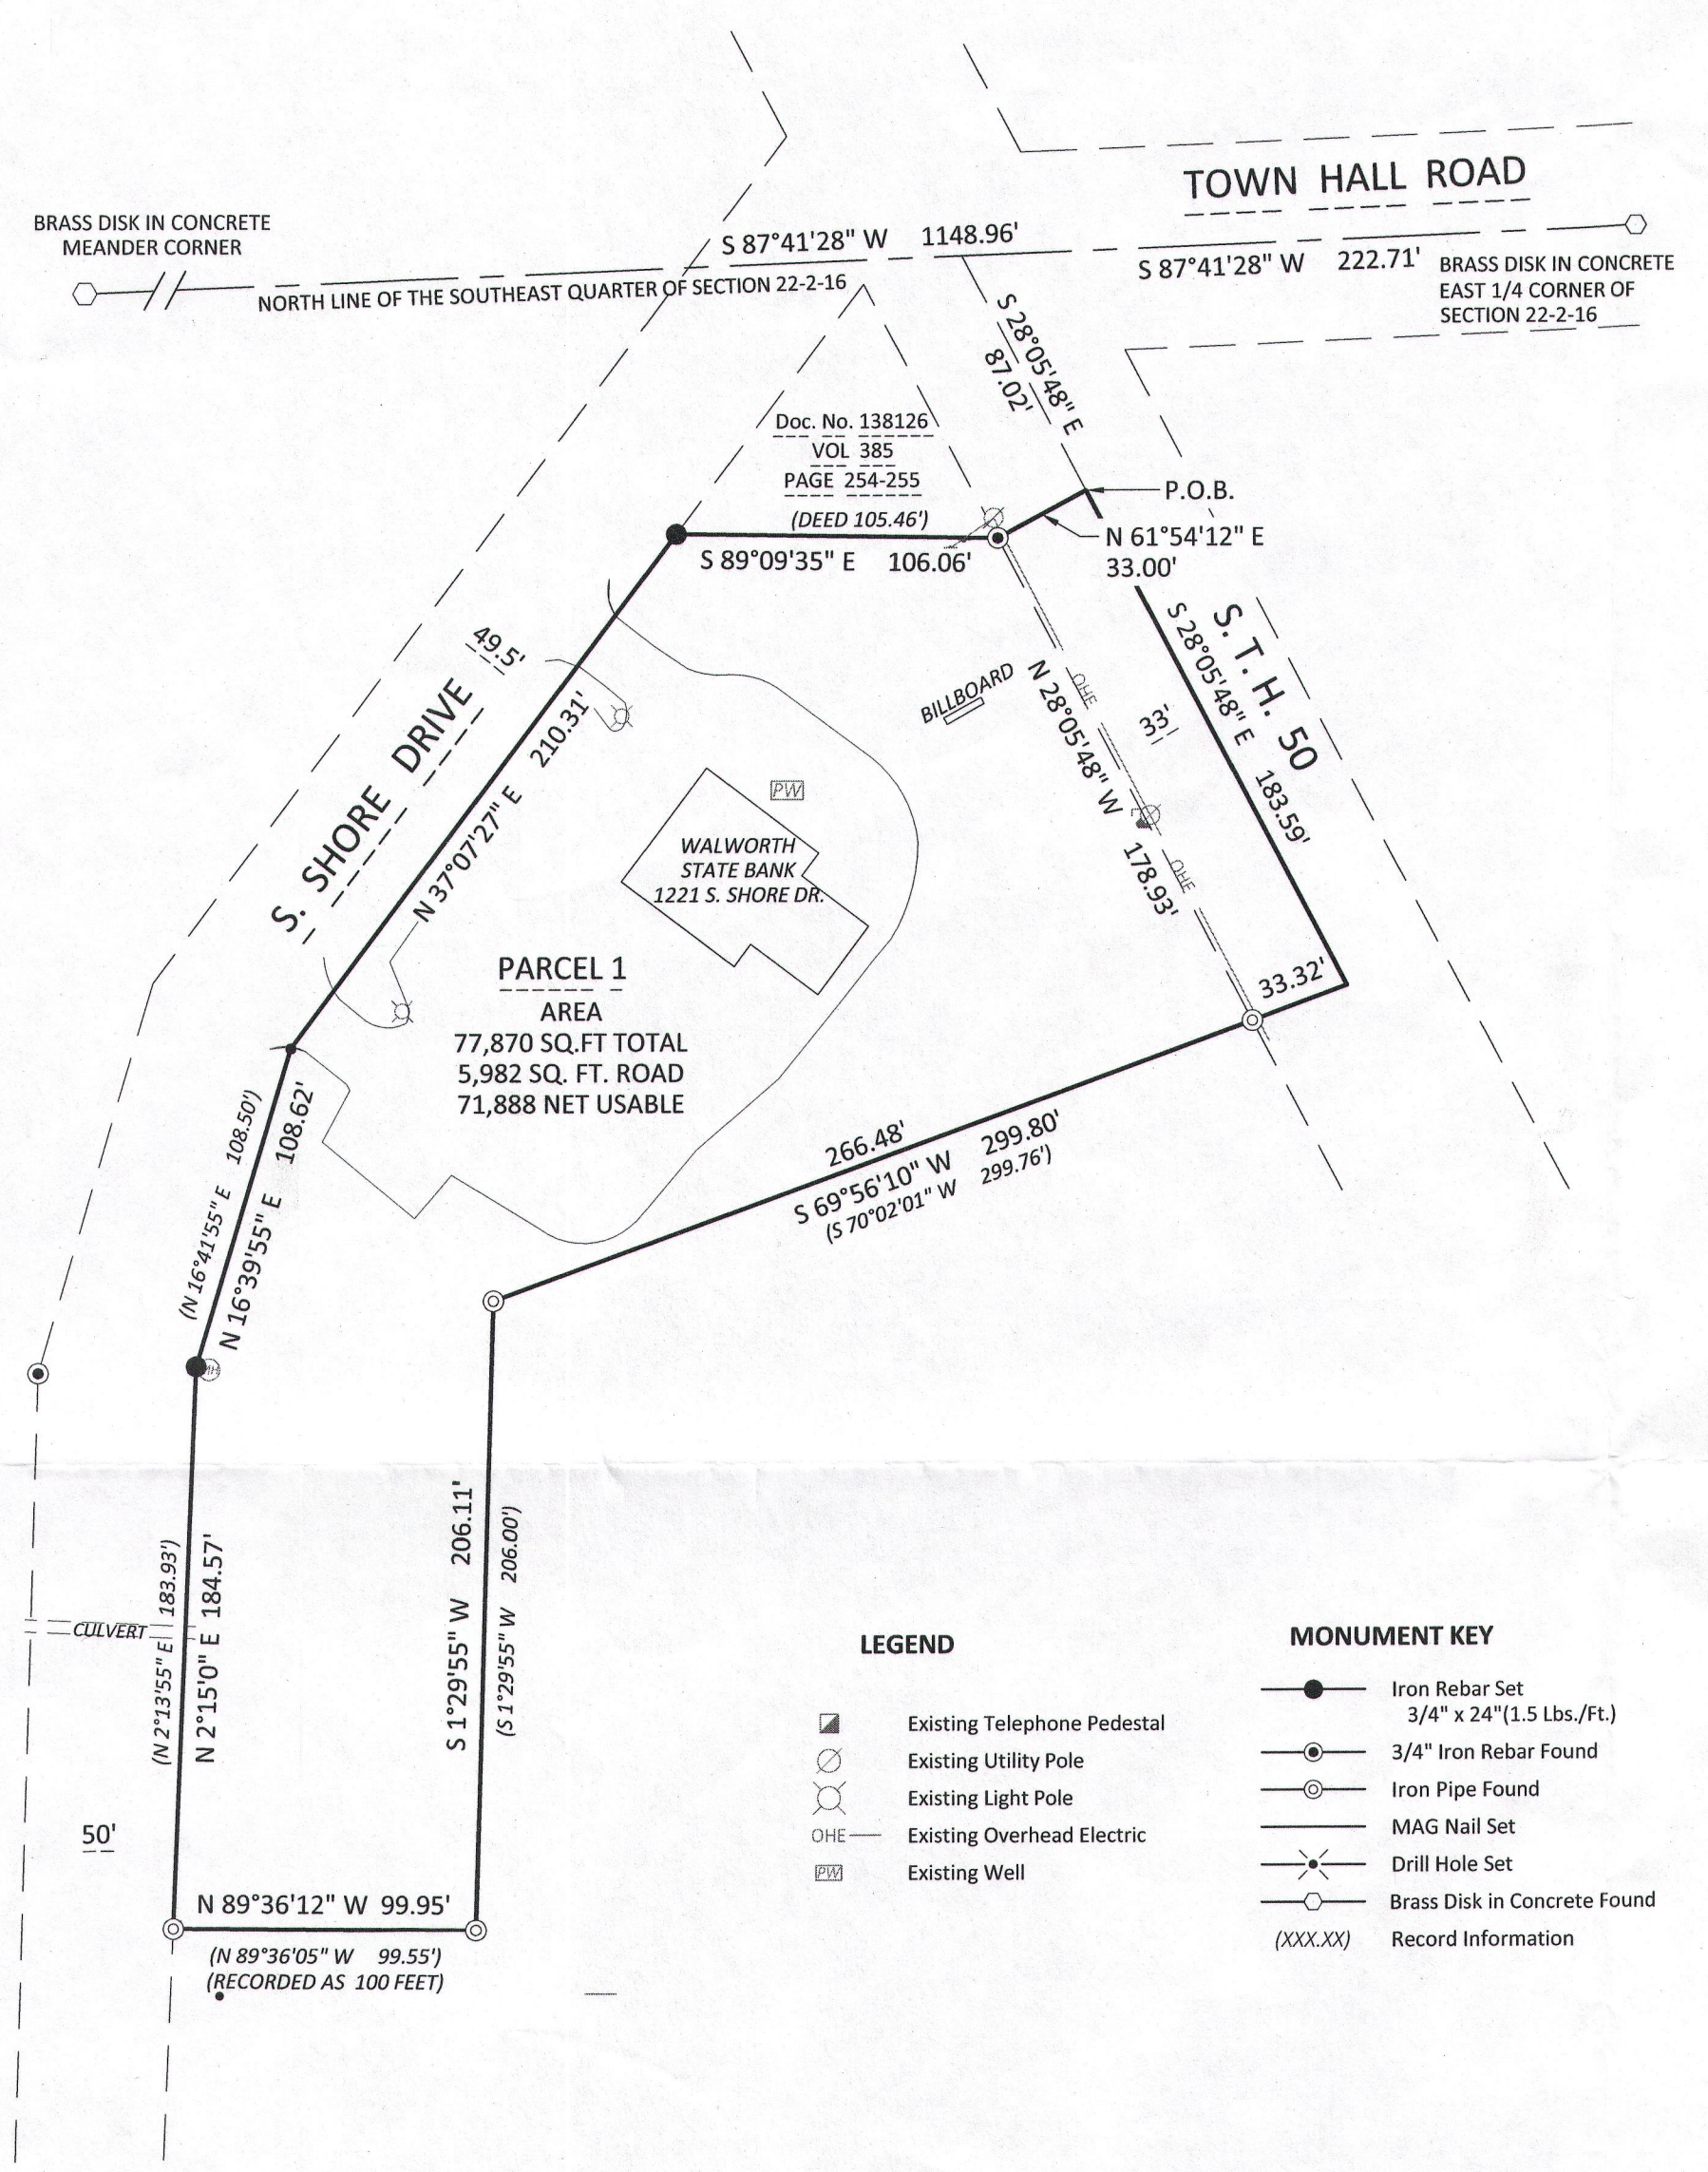 TOWN HALL ROAD
BRASS DISK IN CONCRETE
MEANDER CORNER
S 87°41'28" W 1148.96'
NORTH LINE OF THE SOUTHEAST QUARTER OF SECTION 22-2-16
S 87°41'28" W 222.71'
BRASS DISK IN CONCRETE
EAST 1/4 CORNER OF
SECTION 22-2-16
S 28°05'48" E
87.02'
Doc. No. 138126
VOL 385
PAGE 254-255
(DEED 105.46')
S 89°09'35" E 106.06'
P.O.B.
N 61°54'12" E
33.00'
S. T. H. 50
S 28°05'48" E 183.59'
33'
OHE
N 28°05'48" W 178.93'
OHE
BILLBOARD
49.5'
S. SHORE DRIVE
N 37°07'27" E 210.31'
PW
WALWORTH
STATE BANK
1221 S. SHORE DR.
PARCEL 1
AREA
77,870 SQ.FT TOTAL
5,982 SQ. FT. ROAD
71,888 NET USABLE
33.32'
266.48'
S 69°56'10" W 299.80'
(S 70°02'01" W 299.76')
(N 16°41'55" E 108.50')
N 16°39'55" E 108.62'
MH
(N 2°13'55" E 183.93')
N 2°15'0" E 184.57'
CULVERT
S 1°29'55" W 206.11'
(S 1°29'55" W 206.00')
50'
N 89°36'12" W 99.95'
(N 89°36'05" W 99.55')
(RECORDED AS 100 FEET)
LEGEND
Existing Telephone Pedestal
Existing Utility Pole
Existing Light Pole
OHE Existing Overhead Electric
PW Existing Well
MONUMENT KEY
Iron Rebar Set
3/4" x 24"(1.5 Lbs./Ft.)
3/4" Iron Rebar Found
Iron Pipe Found
MAG Nail Set
Drill Hole Set
Brass Disk in Concrete Found
(XXX.XX) Record Information